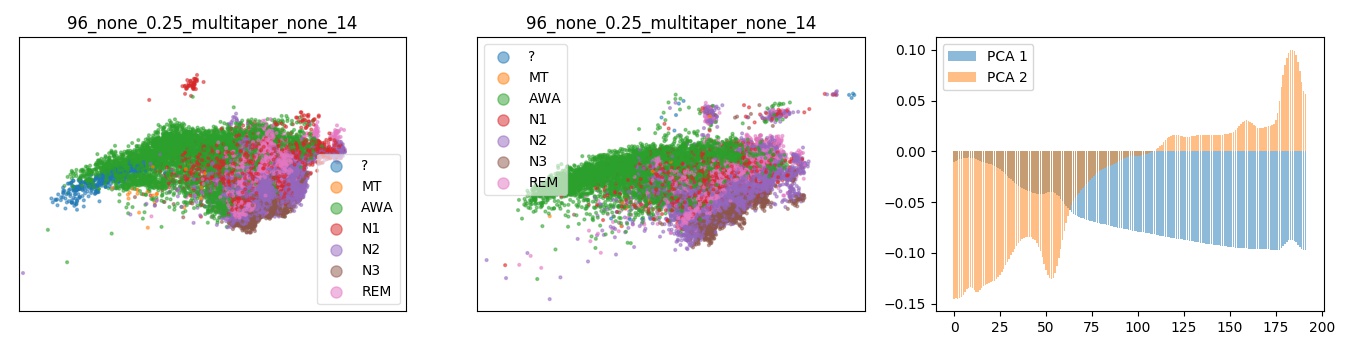 96_none_0.25_multitaper_none_14
?
MT
AWA
N1
N2
N3
REM
96_none_0.25_multitaper_none_14
?
MT
AWA
N1
N2
N3
REM
PCA 1
PCA 2
0.10
0.05
0.00
−0.05
−0.10
−0.15
0 25 50 75 100 125 150 175 200